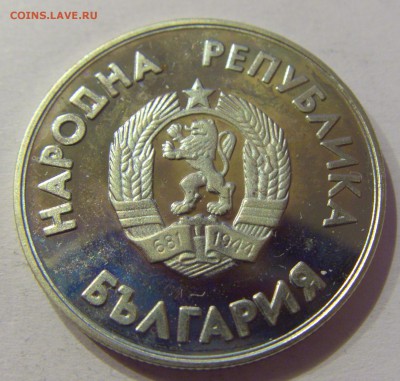 COINS.LAVE.RU
НАРОДНА РЕПУБЛИКА
681 1944
БЪЛГАРИЯ